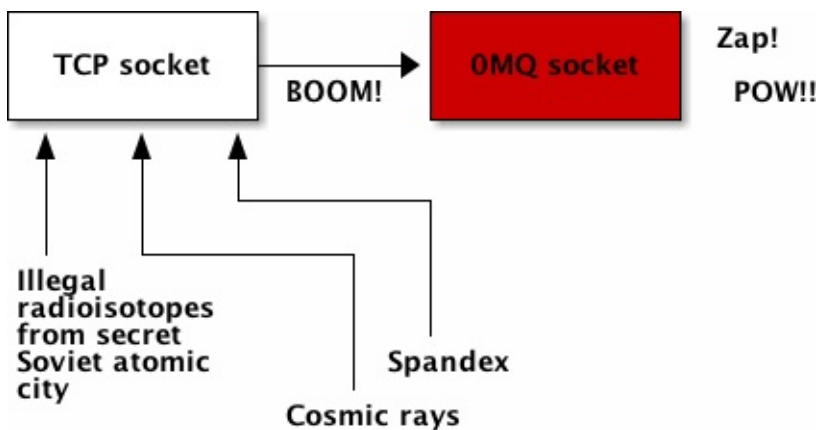 TCP socket
BOOM!
0MQ socket
Zap!
POW!!
Illegal
radioisotopes
from secret
Soviet atomic
city
Spandex
Cosmic rays